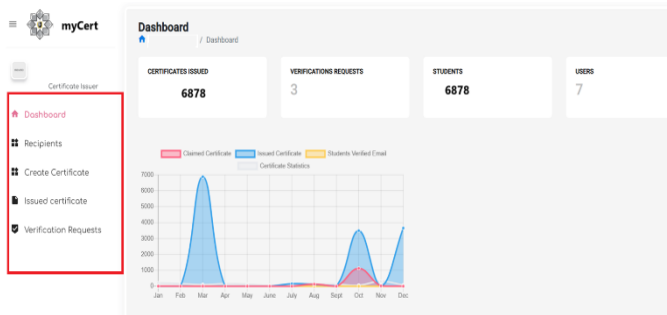 myCert
Certificate Issuer
Dashboard
Recipients
Create Certificate
Issued certificate
Verification Requests
Dashboard
/ Dashboard
CERTIFICATES ISSUED
6878
VERIFICATIONS REQUESTS
3
STUDENTS
6878
USERS
7
Claimed Certificate Issued Certificate Students Verified Email
Certificate Statistics
7000
6000
5000
4000
3000
2000
1000
0
Jan Feb Mar Apr May June July Aug Sept Oct Nov Dec